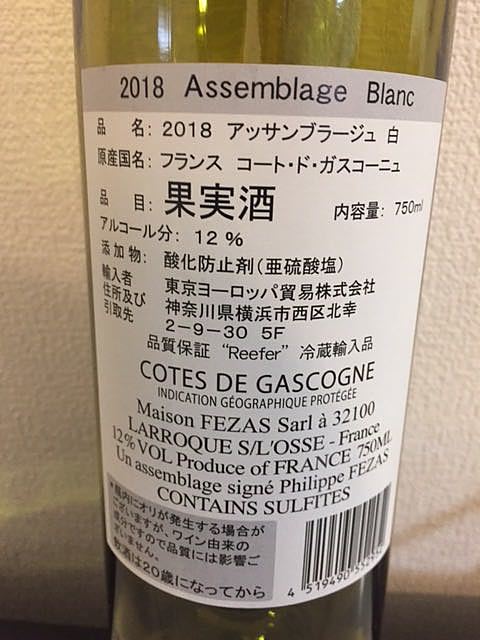 2018 Assemblage Blanc
品 名: 2018 アッサンブラージュ 白
原産国名: フランス コート・ド・ガスコーニュ
品 目: 果実酒 内容量: 750ml
アルコール分: 12%
添加物: 酸化防止剤(亜硫酸塩)
輸入者 東京ヨーロッパ貿易株式会社
住所及び 神奈川県横浜市西区北幸
引取先 2-9-30 5F
品質保証 “Reefer” 冷蔵輸入品
COTES DE GASCOGNE
INDICATION GÉOGRAPHIQUE PROTÉGÉE
Maison FEZAS Sarl à 32100
LARROQUE S/L'OSSE - France
12%VOL Produce of FRANCE 750ML
Un assemblage signé Philippe FEZAS
CONTAINS SULFITES
*瓶内にオリが発生する場合が
ございますが、ワイン由来の
成分ですので品質には影響ご
ざいません。
飲酒は20歳になってから
4 519490